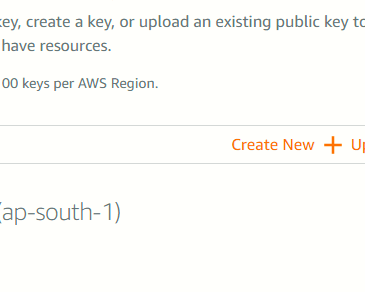 key, create a key, or upload an existing public key to
have resources.
00 keys per AWS Region.
Create New + Up
(ap-south-1)